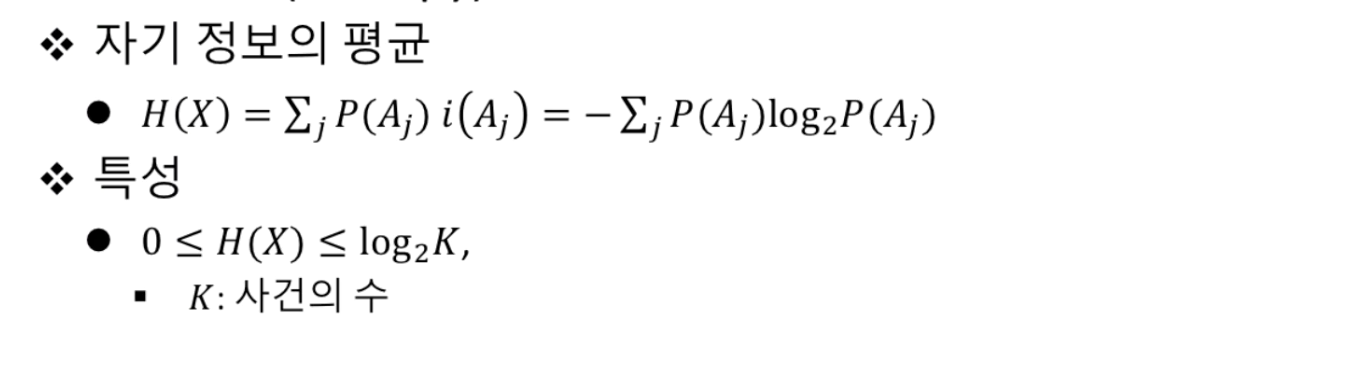 ❖ 자기 정보의 평균
● H(X) = ∑ⱼ P(Aⱼ) i(Aⱼ) = −∑ⱼ P(Aⱼ)log₂P(Aⱼ)
❖ 특성
● 0 ≤ H(X) ≤ log₂K,
▪ K: 사건의 수